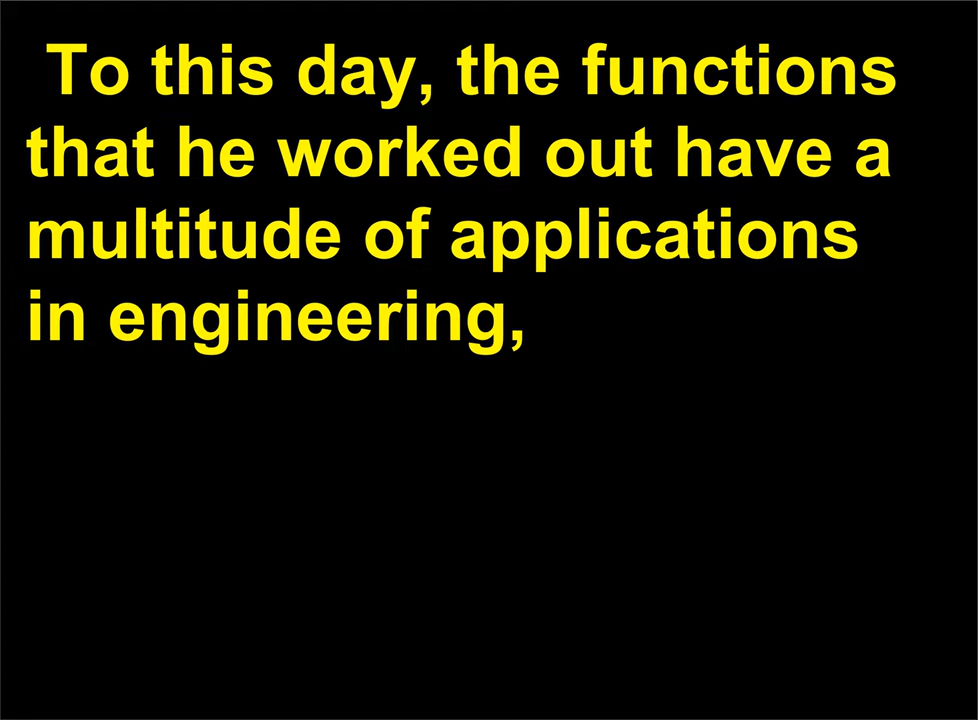 To this day, the functions
that he worked out have a
multitude of applications
in engineering,